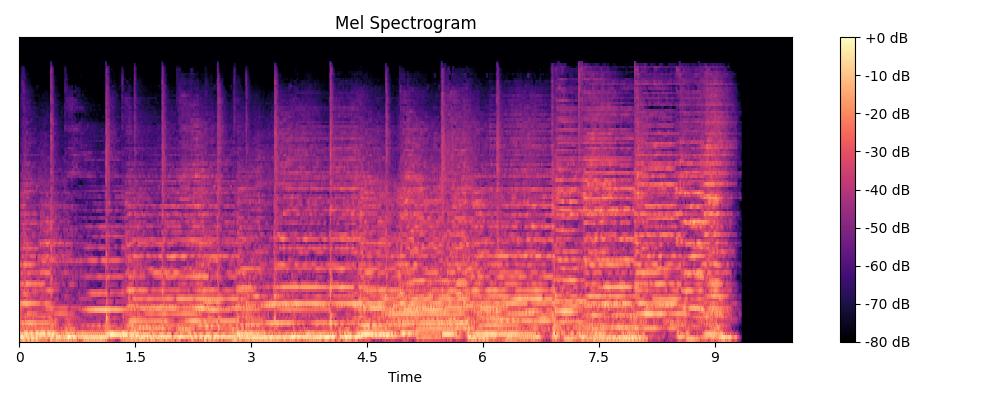 Mel Spectrogram
+0 dB
-10 dB
-20 dB
-30 dB
-40 dB
-50 dB
-60 dB
-70 dB
-80 dB
0 1.5 3 4.5 6 7.5 9
Time